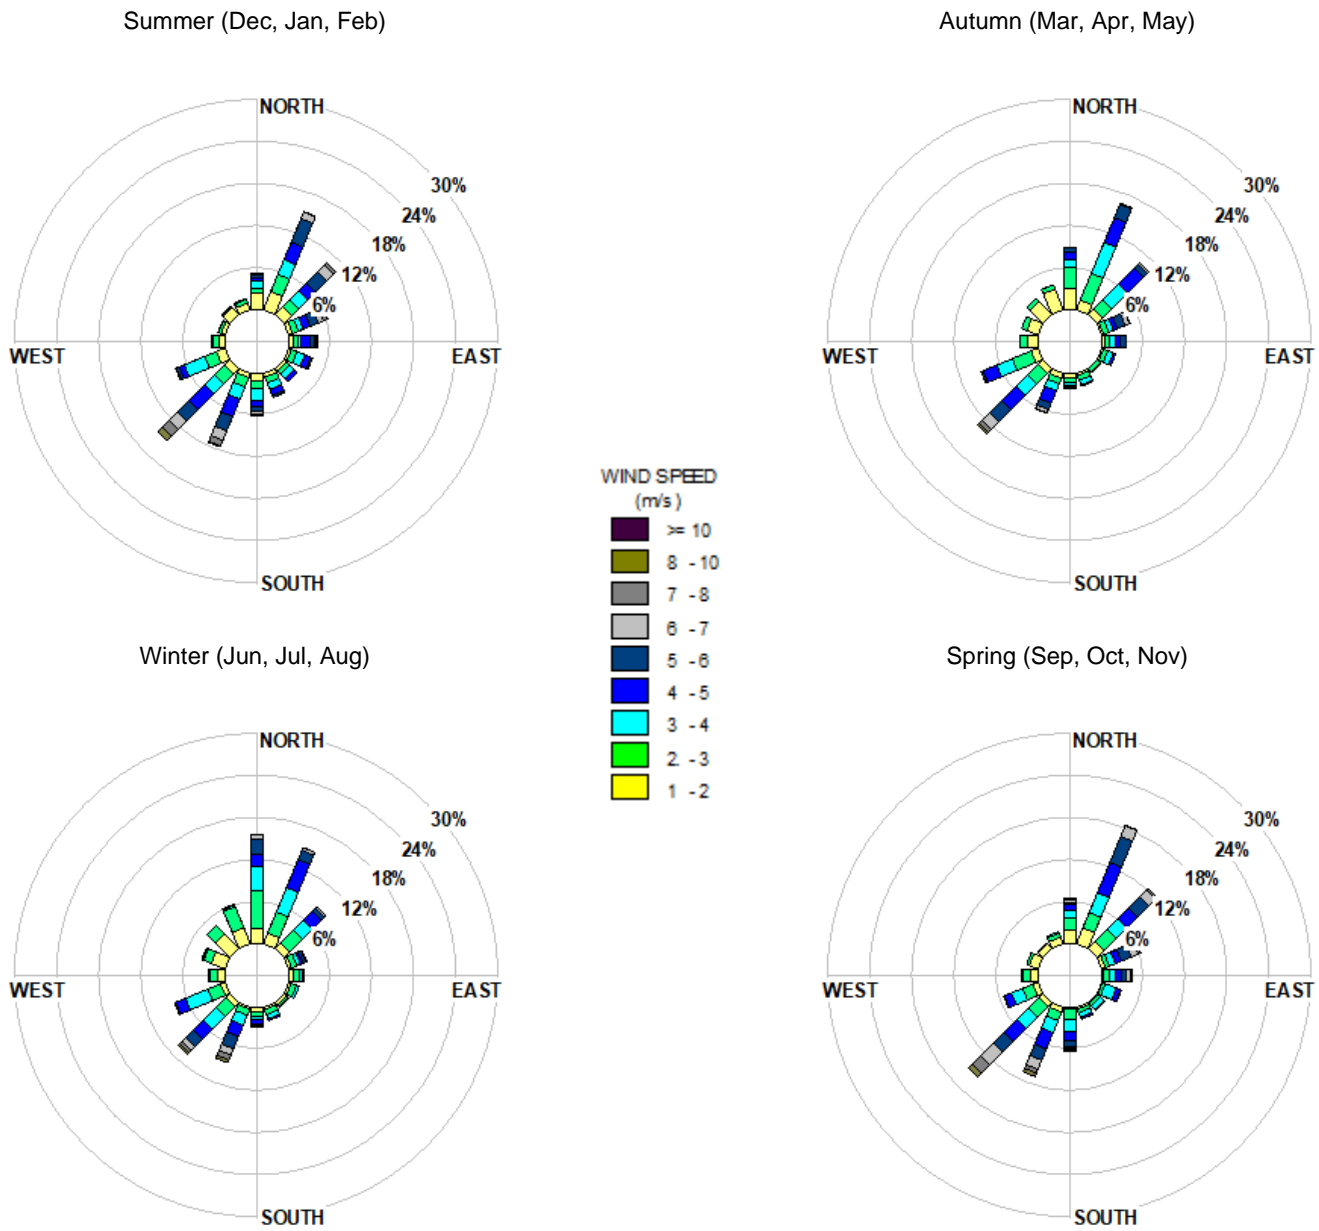 Summer (Dec, Jan, Feb)
Autumn (Mar, Apr, May)
NORTH
30%
24%
18%
12%
6%
WEST
EAST
SOUTH
NORTH
30%
24%
18%
12%
6%
WEST
EAST
SOUTH
WIND SPEED
(m/s)
>= 10
8 - 10
7 - 8
6 - 7
5 - 6
4 - 5
3 - 4
2 - 3
1 - 2
Winter (Jun, Jul, Aug)
Spring (Sep, Oct, Nov)
NORTH
30%
24%
18%
12%
6%
WEST
EAST
SOUTH
NORTH
30%
24%
18%
12%
6%
WEST
EAST
SOUTH